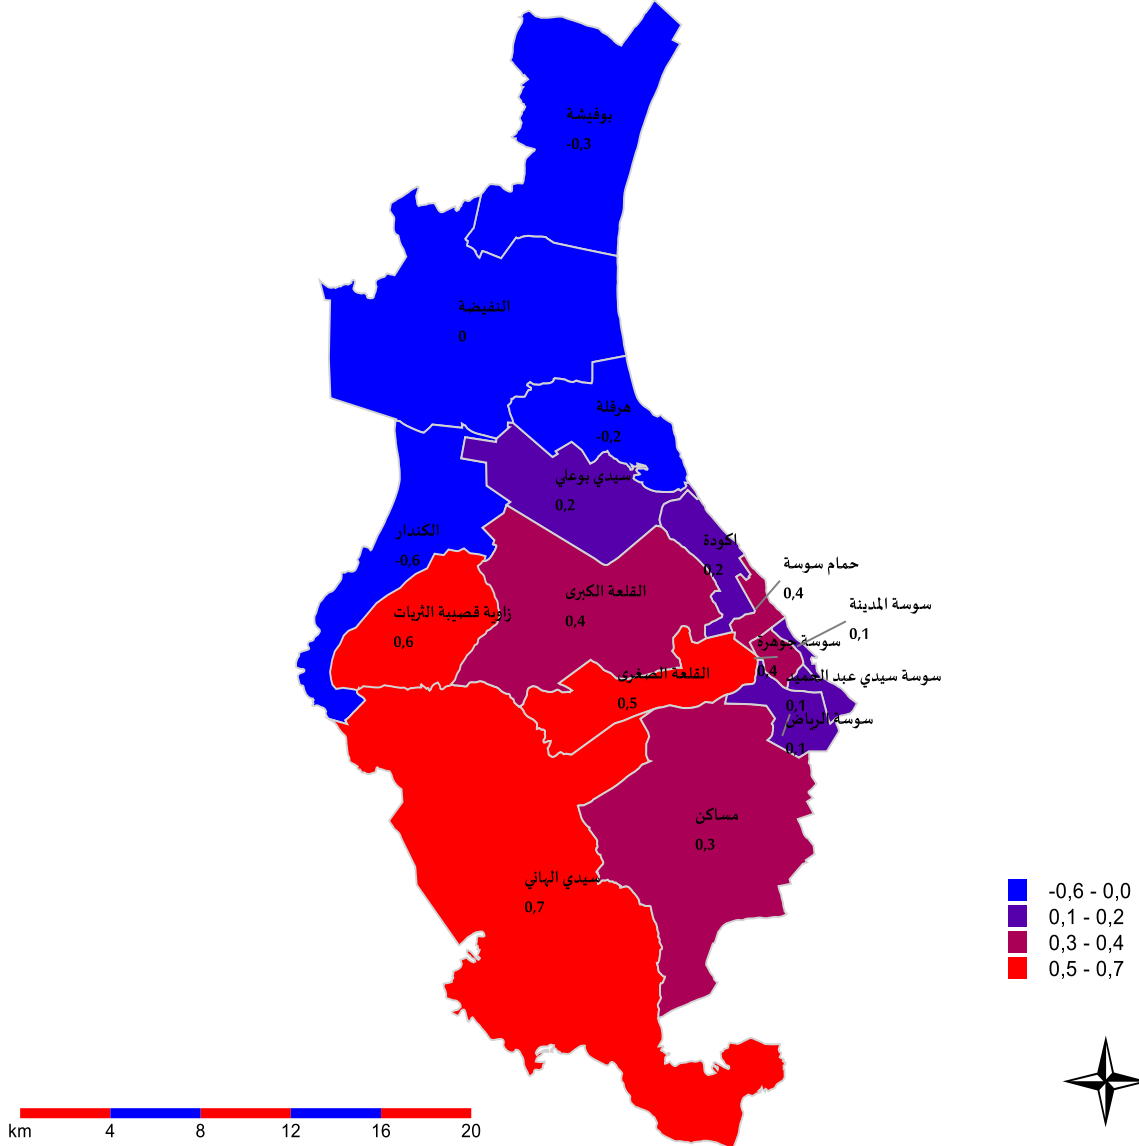 بوفيشة
-0,3
النفيضة
0
هرقلة
-0,2
سيدي بوعلي
0,2
الكندار
-0,6
اكودة
0,2
حمام سوسة
0,4
القلعة الكبرى
0,4
سوسة المدينة
0,1
زاوية قصيبة الثريات
0,6
سوسة جوهرة
0,4
القلعة الصغرى
0,5
سوسة سيدي عبد الحميد
0,1
سوسة الرياض
0,1
مساكن
0,3
سيدي الهاني
0,7
-0,6 - 0,0
0,1 - 0,2
0,3 - 0,4
0,5 - 0,7
km 4 8 12 16 20